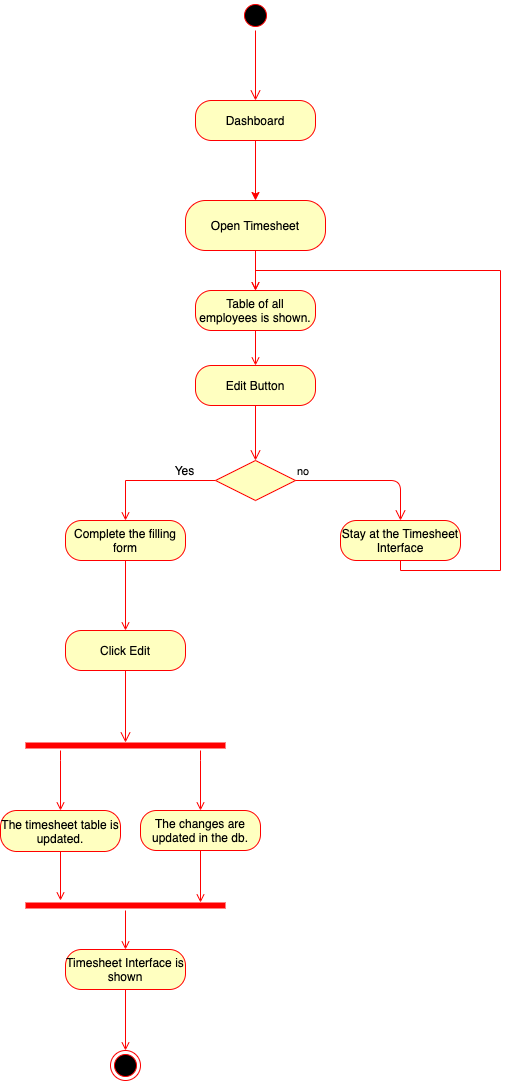 Dashboard
Open Timesheet
Table of all
employees is shown.
Edit Button
Yes
no
Complete the filling
form
Stay at the Timesheet
Interface
Click Edit
The timesheet table is
updated.
The changes are
updated in the db.
Timesheet Interface is
shown